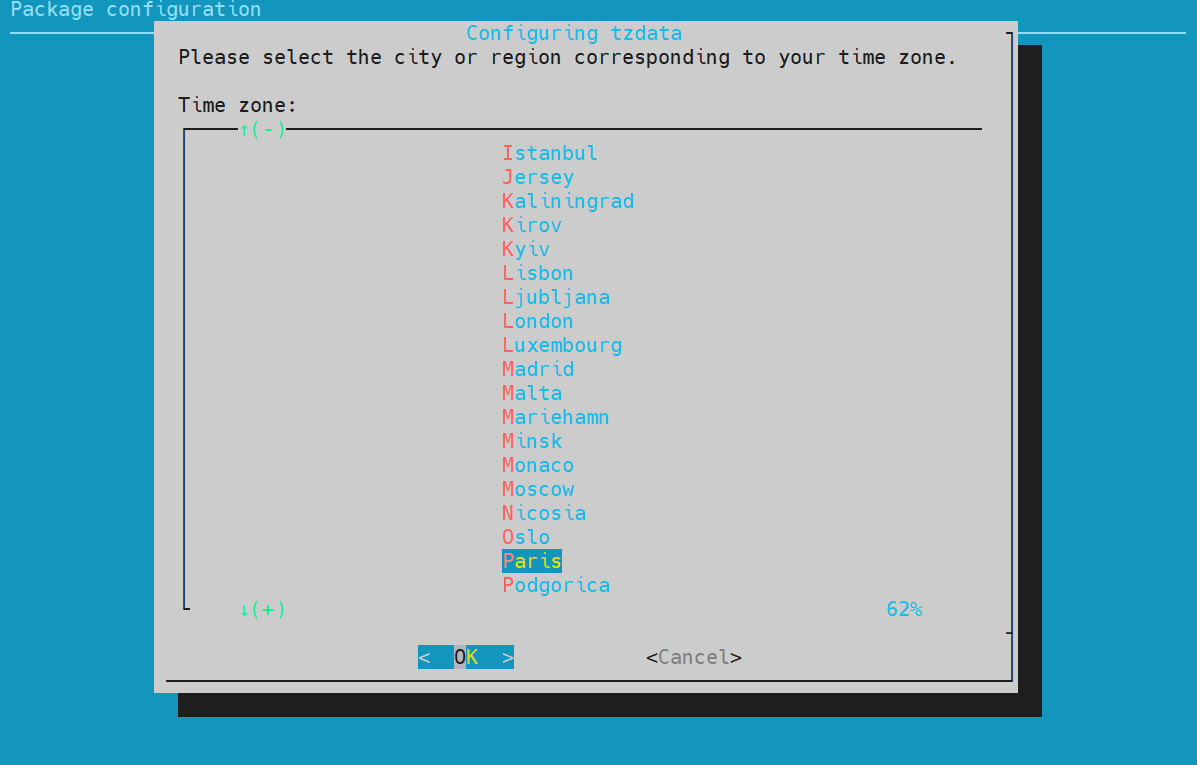 Package configuration
Configuring tzdata
Please select the city or region corresponding to your time zone.
Time zone:
↑(-)
Istanbul
Jersey
Kaliningrad
Kirov
Kyiv
Lisbon
Ljubljana
London
Luxembourg
Madrid
Malta
Mariehamn
Minsk
Monaco
Moscow
Nicosia
Oslo
Paris
Podgorica
↓(+) 62%
< OK > <Cancel>